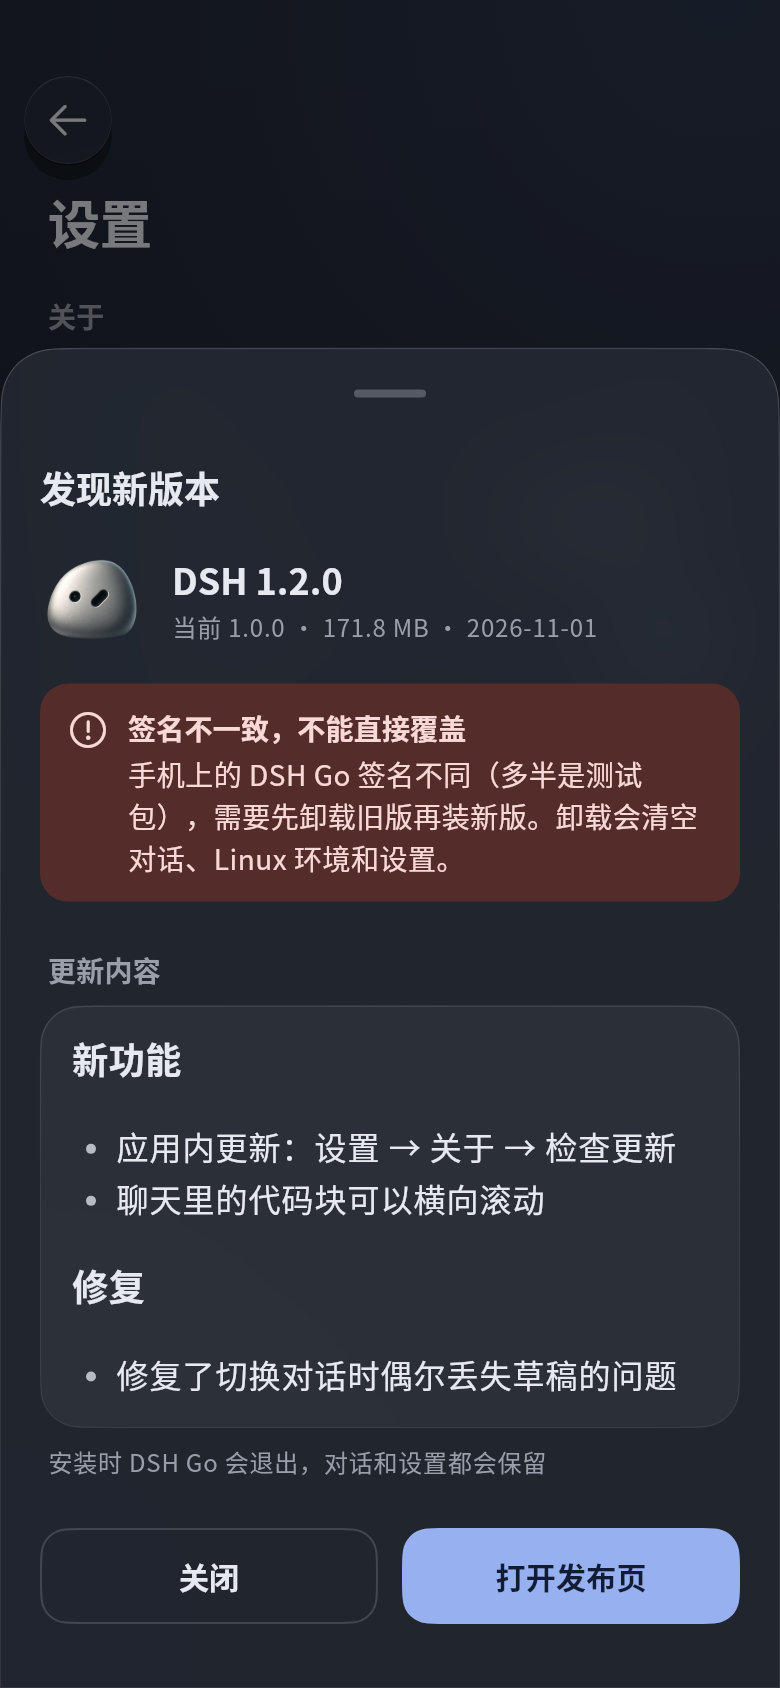 设置
关于
发现新版本
DSH 1.2.0
当前 1.0.0 · 171.8 MB · 2026-11-01
签名不一致，不能直接覆盖
手机上的 DSH Go 签名不同（多半是测试
包），需要先卸载旧版再装新版。卸载会清空
对话、Linux 环境和设置。
更新内容
新功能
• 应用内更新：设置 → 关于 → 检查更新
• 聊天里的代码块可以横向滚动
修复
• 修复了切换对话时偶尔丢失草稿的问题
安装时 DSH Go 会退出，对话和设置都会保留
关闭
打开发布页